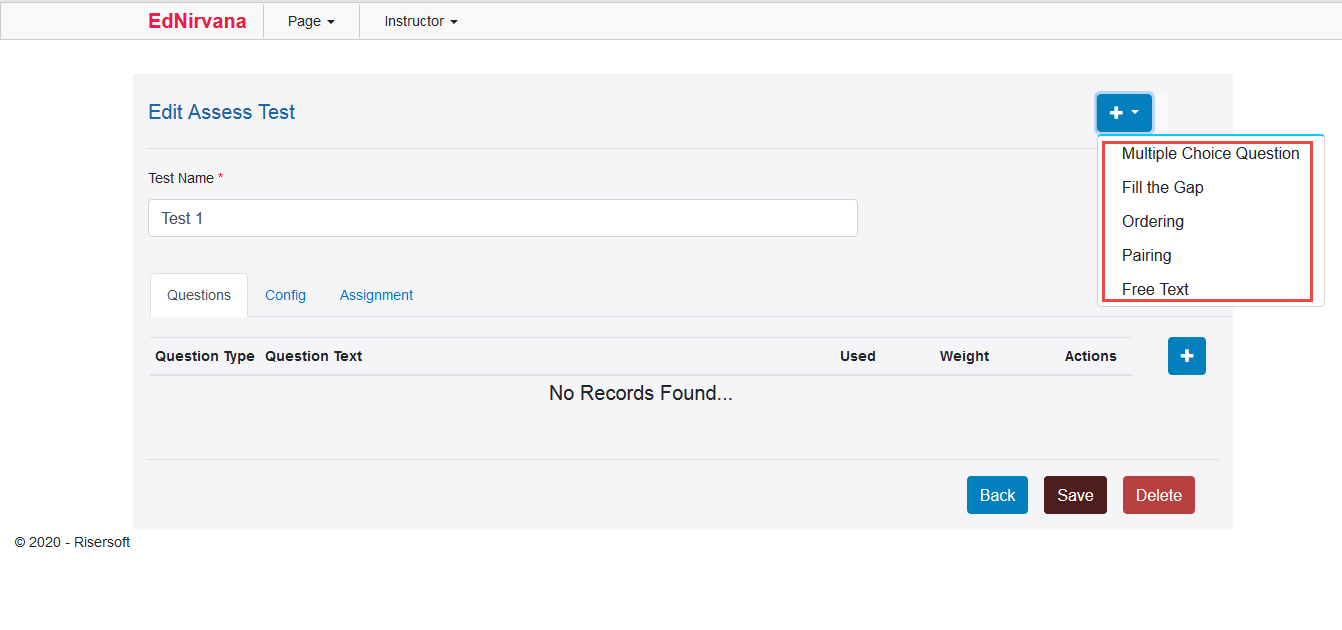 EdNirvana Page Instructor
Edit Assess Test
Multiple Choice Question
Fill the Gap
Ordering
Pairing
Free Text
Test Name *
Test 1
Questions Config Assignment
Question Type Question Text Used Weight Actions
No Records Found...
Back Save Delete
© 2020 - Risersoft